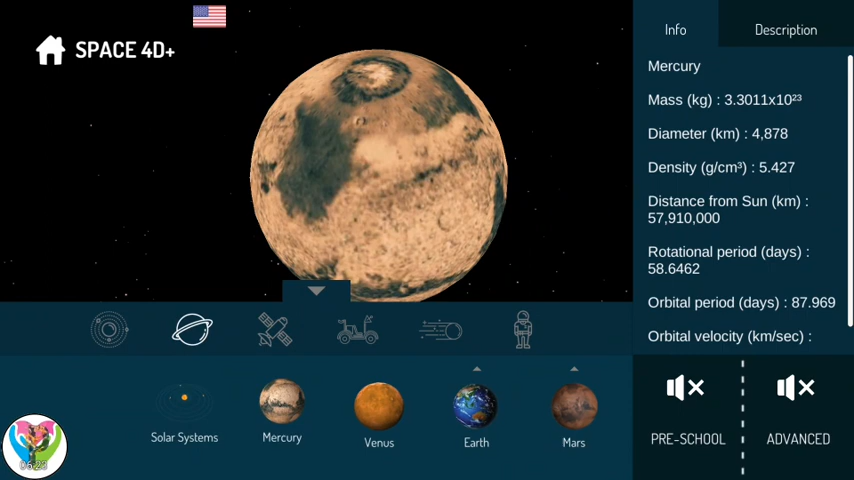 SPACE 4D+
Info
Description
Mercury
Mass (kg) : 3.3011x10²³
Diameter (km) : 4,878
Density (g/cm³) : 5.427
Distance from Sun (km) :
57,910,000
Rotational period (days) :
58.6462
Orbital period (days) : 87.969
Orbital velocity (km/sec) :
Solar Systems
Mercury
Venus
Earth
Mars
PRE-SCHOOL
ADVANCED
06:23